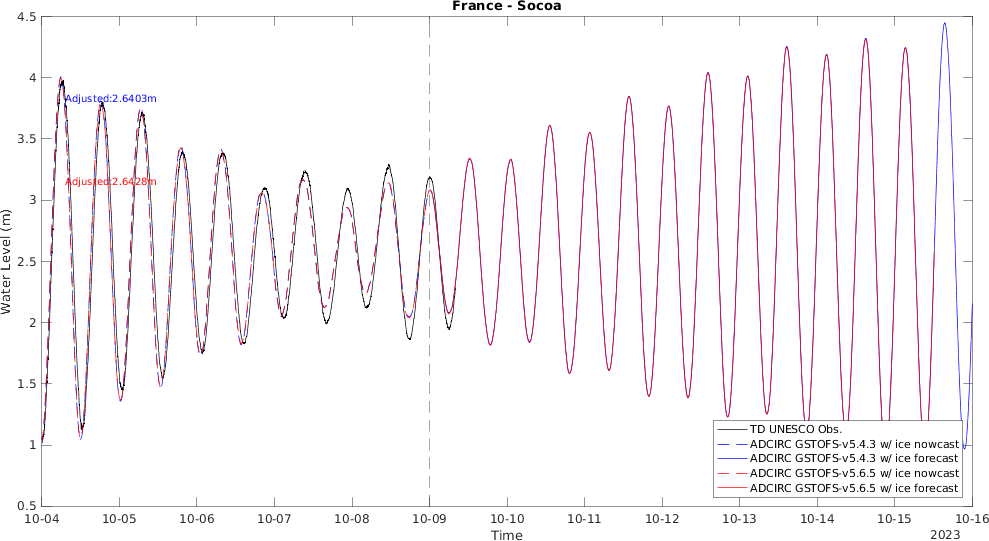 France - Socoa
4.5
4
3.5
3
2.5
2
1.5
1
0.5
Water Level (m)
Adjusted:2.6403m
Adjusted:2.6428m
TD UNESCO Obs.
ADCIRC GSTOFS-v5.4.3 w/ ice nowcast
ADCIRC GSTOFS-v5.4.3 w/ ice forecast
ADCIRC GSTOFS-v5.6.5 w/ ice nowcast
ADCIRC GSTOFS-v5.6.5 w/ ice forecast
10-04 10-05 10-06 10-07 10-08 10-09 10-10 10-11 10-12 10-13 10-14 10-15 10-16
Time
2023